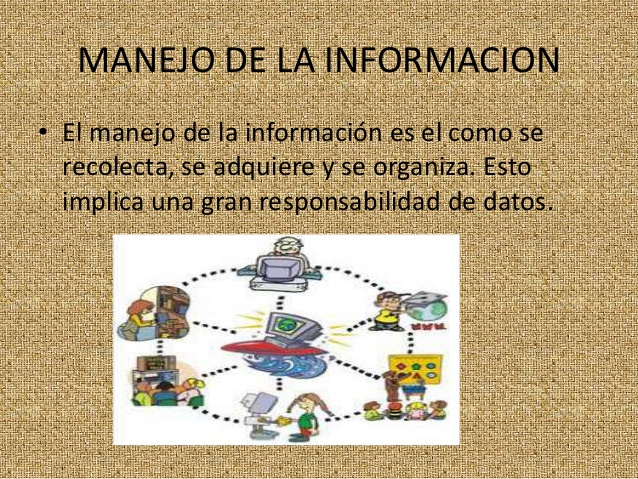 MANEJO DE LA INFORMACION
• El manejo de la información es el como se
recolecta, se adquiere y se organiza. Esto
implica una gran responsabilidad de datos.
WWW